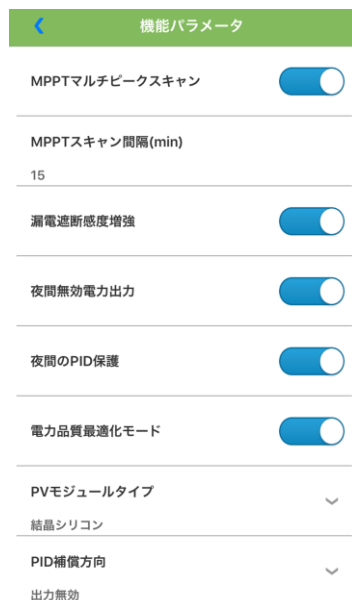 機能パラメータ
MPPTマルチピークスキャン
MPPTスキャン間隔(min)
15
漏電遮断感度増強
夜間無効電力出力
夜間のPID保護
電力品質最適化モード
PVモジュールタイプ
結晶シリコン
PID補償方向
出力無効